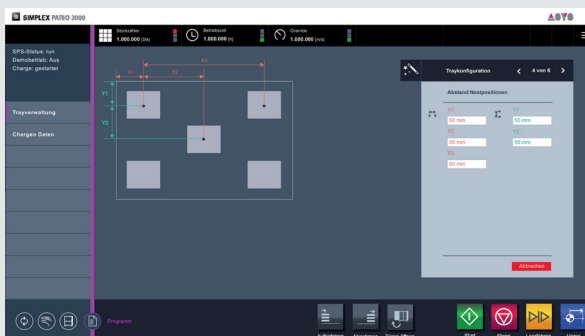 SIMPLEX PARIO 3000
Stückzähler
1.000.000 [Stk]
Betriebszeit
1.000.000 [h]
Override
1.000.000 [mm]
SPS-Status: run
Demobetrieb: Aus
Charge: gestartet
Trayverwaltung
Chargen Daten
X3
X1
X2
Y1
Y2
Traykonfiguration
4 von 6
Abstand Nestpositionen
X1
Y1
50 mm
50 mm
X2
Y2
50 mm
50 mm
X3
50 mm
Abbrechen
Programm
Start
Stopp
Leerfahren